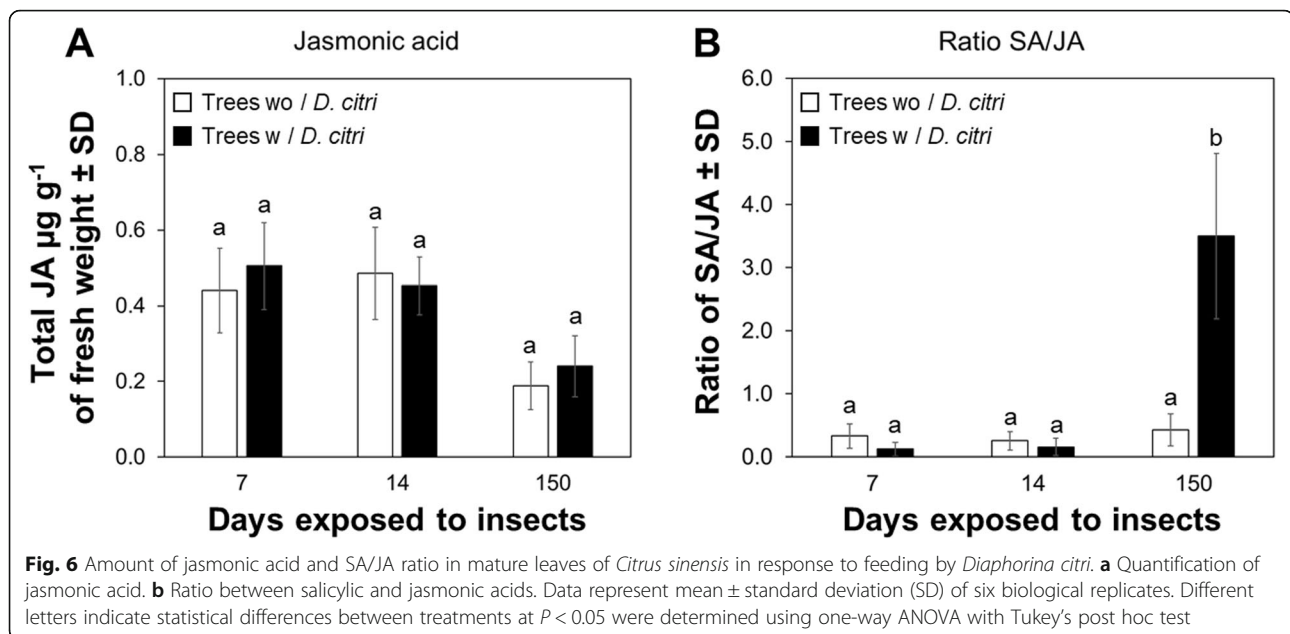 A
Jasmonic acid
Total JA µg g⁻¹
of fresh weight ± SD
1.0
0.8
0.6
0.4
0.2
0.0
Trees wo / D. citri
Trees w / D. citri
a
a
a
a
a
a
7
14
150
Days exposed to insects
B
Ratio SA/JA
Ratio of SA/JA ± SD
6.0
5.0
4.0
3.0
2.0
1.0
0.0
Trees wo / D. citri
Trees w / D. citri
a
a
a
a
a
b
7
14
150
Days exposed to insects
Fig. 6 Amount of jasmonic acid and SA/JA ratio in mature leaves of Citrus sinensis in response to feeding by Diaphorina citri. a Quantification of
jasmonic acid. b Ratio between salicylic and jasmonic acids. Data represent mean ± standard deviation (SD) of six biological replicates. Different
letters indicate statistical differences between treatments at P < 0.05 were determined using one-way ANOVA with Tukey's post hoc test